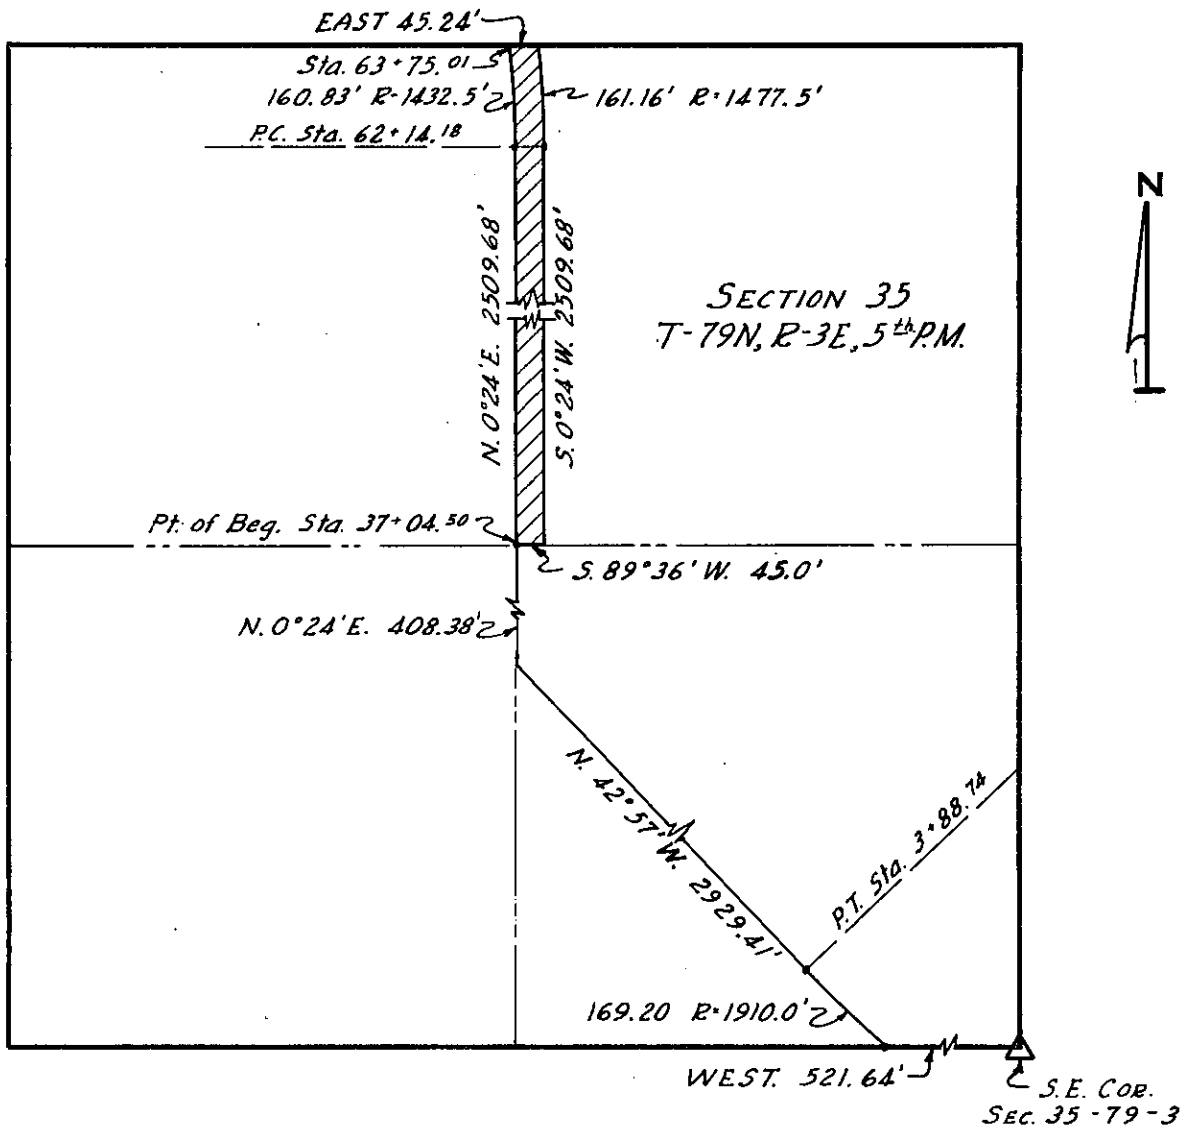 EAST 45.24'
Sta. 63+75.01
160.83' R=1432.5'
161.16' R=1477.5'
P.C. Sta. 62+14.18
N
N. 0°24'E. 2509.68'
S. 0°24'W. 2509.68'
SECTION 35
T-79N, R-3E, 5th P.M.
Pt. of Beg. Sta. 37+04.50
S. 89°36' W. 45.0'
N. 0°24'E. 408.38'
N. 42°57'W. 2929.41'
P.T. Sta. 3+88.74
169.20 R=1910.0'
WEST. 521.64'
S.E. COR.
SEC. 35-79-3